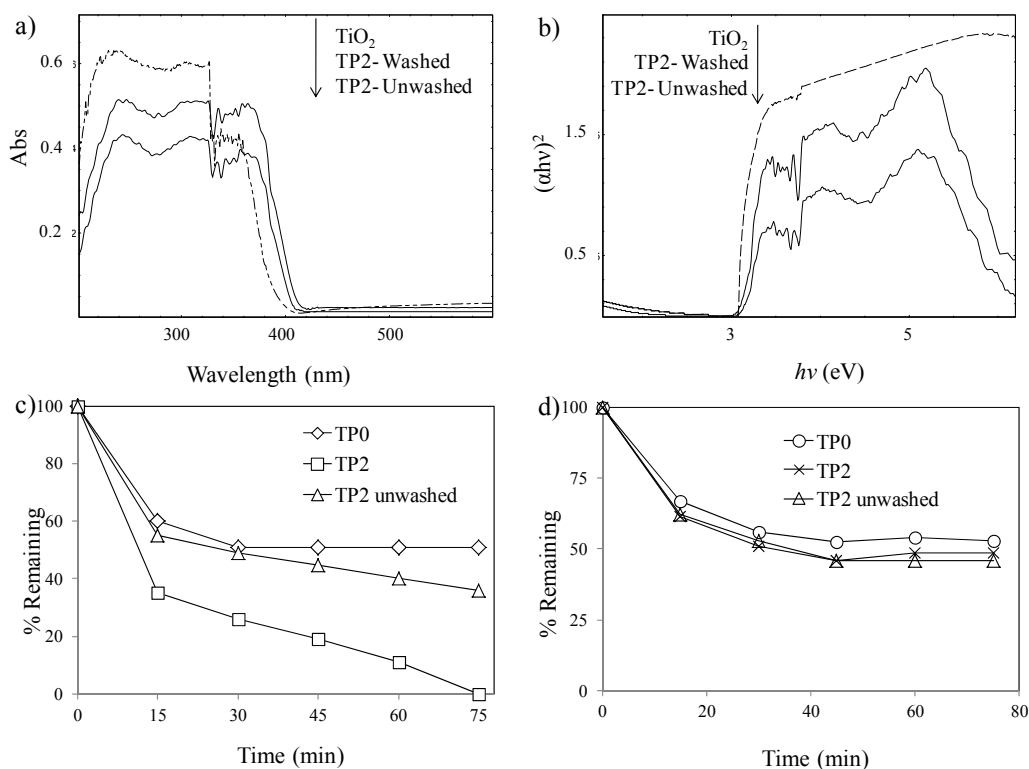 a)
TiO₂
TP2- Washed
TP2- Unwashed
0.6
0.4
0.2
Abs
300
400
500
Wavelength (nm)
b)
TiO₂
TP2- Washed
TP2- Unwashed
1.5
0.5
(αhν)²
3
5
hν (eV)
c)
100
80
60
40
20
0
% Remaining
TP0
TP2
TP2 unwashed
0
15
30
45
60
75
Time (min)
d)
100
75
50
25
0
% Remaining
TP0
TP2
TP2 unwashed
0
20
40
60
80
Time (min)